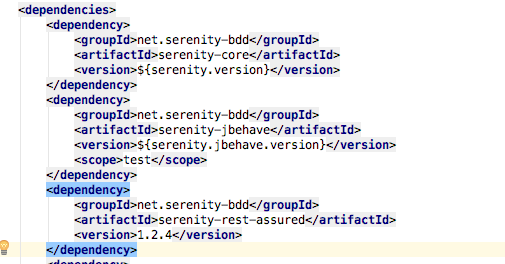 <dependencies>
<dependency>
<groupId>net.serenity-bdd</groupId>
<artifactId>serenity-core</artifactId>
<version>${serenity.version}</version>
</dependency>
<dependency>
<groupId>net.serenity-bdd</groupId>
<artifactId>serenity-jbehave</artifactId>
<version>${serenity.jbehave.version}</version>
<scope>test</scope>
</dependency>
<dependency>
<groupId>net.serenity-bdd</groupId>
<artifactId>serenity-rest-assured</artifactId>
<version>1.2.4</version>
</dependency>
<dependency>